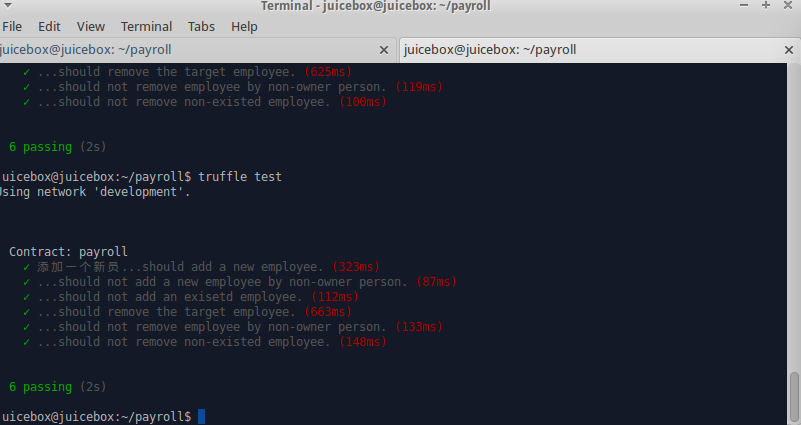 Terminal - juicebox@juicebox: ~/payroll
File Edit View Terminal Tabs Help
juicebox@juicebox: ~/payroll
juicebox@juicebox: ~/payroll
✓ ...should remove the target employee. (625ms)
✓ ...should not remove employee by non-owner person. (119ms)
✓ ...should not remove non-existed employee. (100ms)
6 passing (2s)
uicebox@juicebox:~/payroll$ truffle test
Using network 'development'.
Contract: payroll
✓ 添加一个新员...should add a new employee. (323ms)
✓ ...should not add a new employee by non-owner person. (87ms)
✓ ...should not add an exisetd employee. (112ms)
✓ ...should remove the target employee. (663ms)
✓ ...should not remove employee by non-owner person. (133ms)
✓ ...should not remove non-existed employee. (148ms)
6 passing (2s)
uicebox@juicebox:~/payroll$